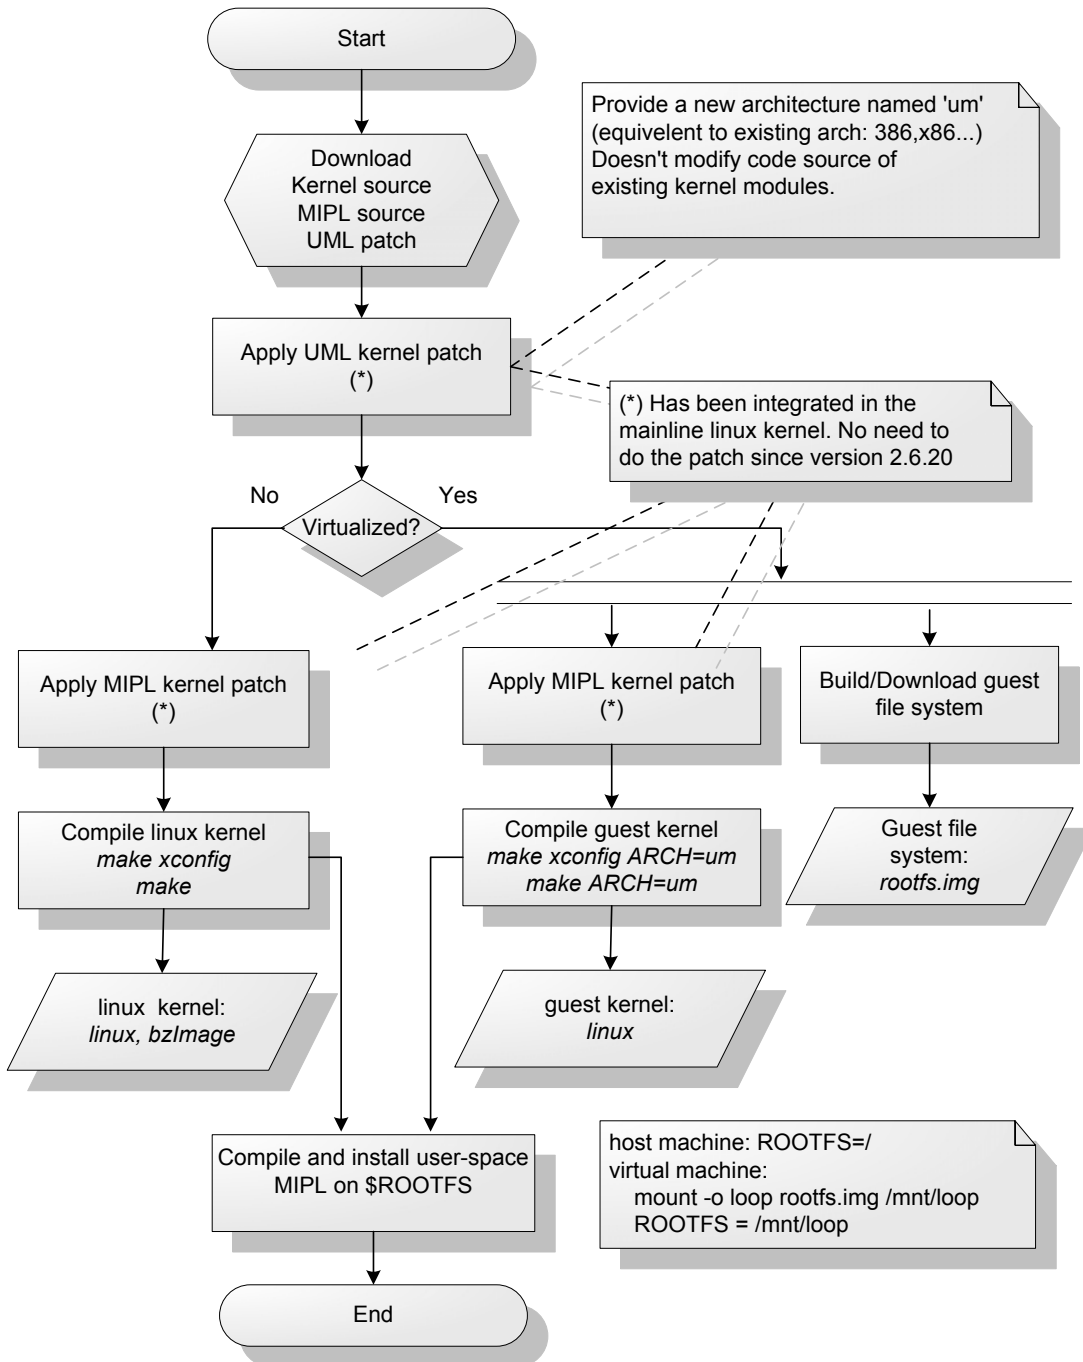 Start
Provide a new architecture named 'um'
(equivelent to existing arch: 386,x86...)
Doesn't modify code source of
existing kernel modules.
Download
Kernel source
MIPL source
UML patch
Apply UML kernel patch
(*)
(*) Has been integrated in the
mainline linux kernel. No need to
do the patch since version 2.6.20
No
Yes
Virtualized?
Apply MIPL kernel patch
(*)
Apply MIPL kernel patch
(*)
Build/Download guest
file system
Compile linux kernel
make xconfig
make
Compile guest kernel
make xconfig ARCH=um
make ARCH=um
Guest file
system:
rootfs.img
linux kernel:
linux, bzImage
guest kernel:
linux
Compile and install user-space
MIPL on $ROOTFS
host machine: ROOTFS=/
virtual machine:
mount -o loop rootfs.img /mnt/loop
ROOTFS = /mnt/loop
End